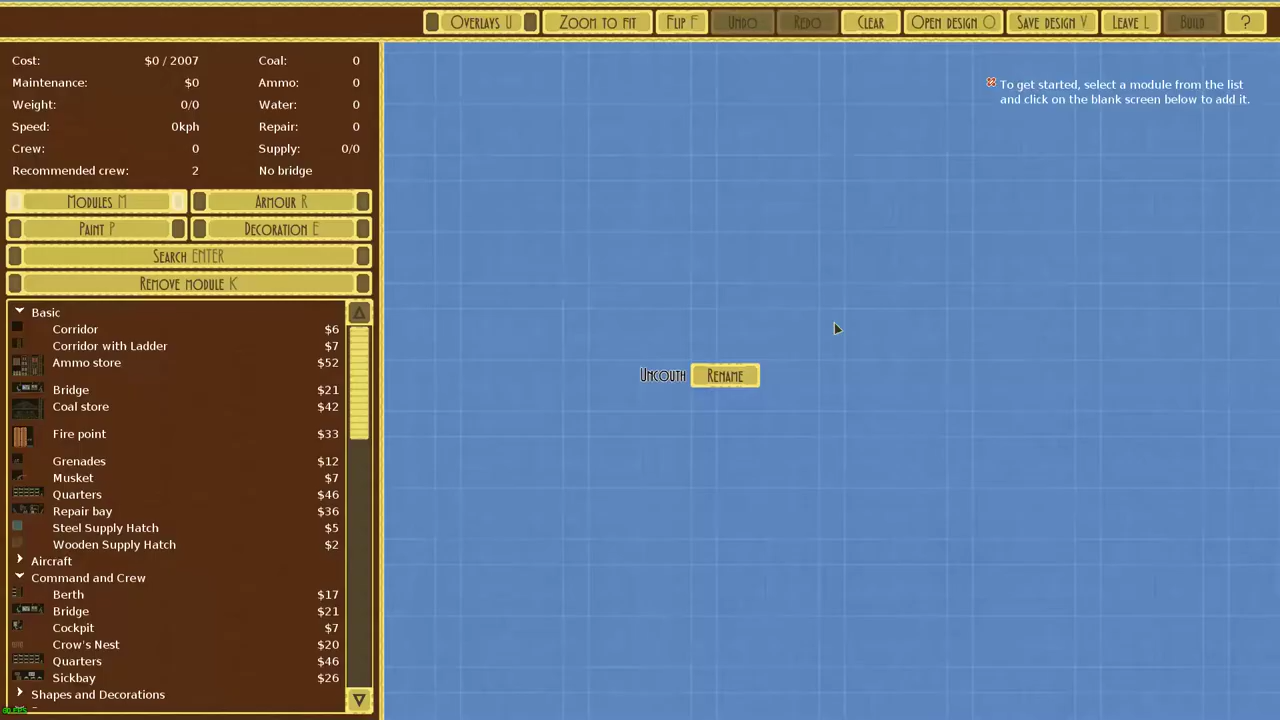 OVERLAYS U ZOOM TO FIT FLIP F UNDO REDO CLEAR OPEN DESIGN O SAVE DESIGN V LEAVE L BUILD ?
Cost: $0 / 2007 Coal: 0
Maintenance: $0 Ammo: 0
Weight: 0/0 Water: 0
Speed: 0kph Repair: 0
Crew: 0 Supply: 0/0
Recommended crew: 2 No bridge
To get started, select a module from the list
and click on the blank screen below to add it.
MODULES M ARMOUR R
PAINT P DECORATION E
SEARCH ENTER
REMOVE MODULE K
Basic
Corridor $6
Corridor with Ladder $7
Ammo store $52
Bridge $21
Coal store $42
Fire point $33
Grenades $12
Musket $7
Quarters $46
Repair bay $36
Steel Supply Hatch $5
Wooden Supply Hatch $2
Aircraft
Command and Crew
Berth $17
Bridge $21
Cockpit $7
Crow's Nest $20
Quarters $46
Sickbay $26
Shapes and Decorations
UNCOUTH RENAME